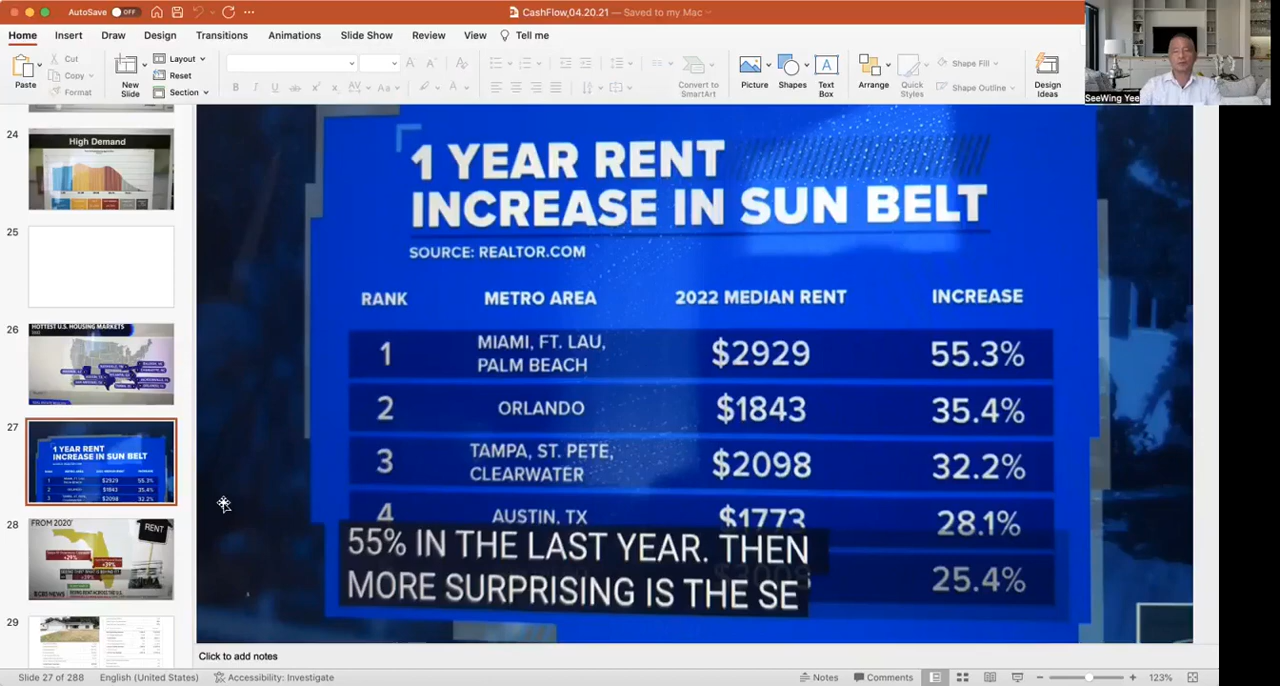 AutoSave OFF
CashFlow,04.20.21 — Saved to my Mac
Home Insert Draw Design Transitions Animations Slide Show Review View Tell me
Paste
Cut
Copy
Format
New
Slide
Layout
Reset
Section
Convert to
SmartArt
Picture
Shapes
Text
Box
Arrange
Quick
Styles
Shape Fill
Shape Outline
Design
Ideas
SeeWing Yee
24
High Demand
25
26
HOTTEST U.S. HOUSING MARKETS
27
1 YEAR RENT
INCREASE IN SUN BELT
28
FROM 2020
RENT
29
1 YEAR RENT
INCREASE IN SUN BELT
SOURCE: REALTOR.COM
RANK METRO AREA 2022 MEDIAN RENT INCREASE
1 MIAMI, FT. LAU, PALM BEACH $2929 55.3%
2 ORLANDO $1843 35.4%
3 TAMPA, ST. PETE, CLEARWATER $2098 32.2%
4 AUSTIN, TX $1773 28.1%
25.4%
55% IN THE LAST YEAR. THEN
MORE SURPRISING IS THE SE
Click to add notes
Slide 27 of 288 English (United States) Accessibility: Investigate Notes Comments 123%